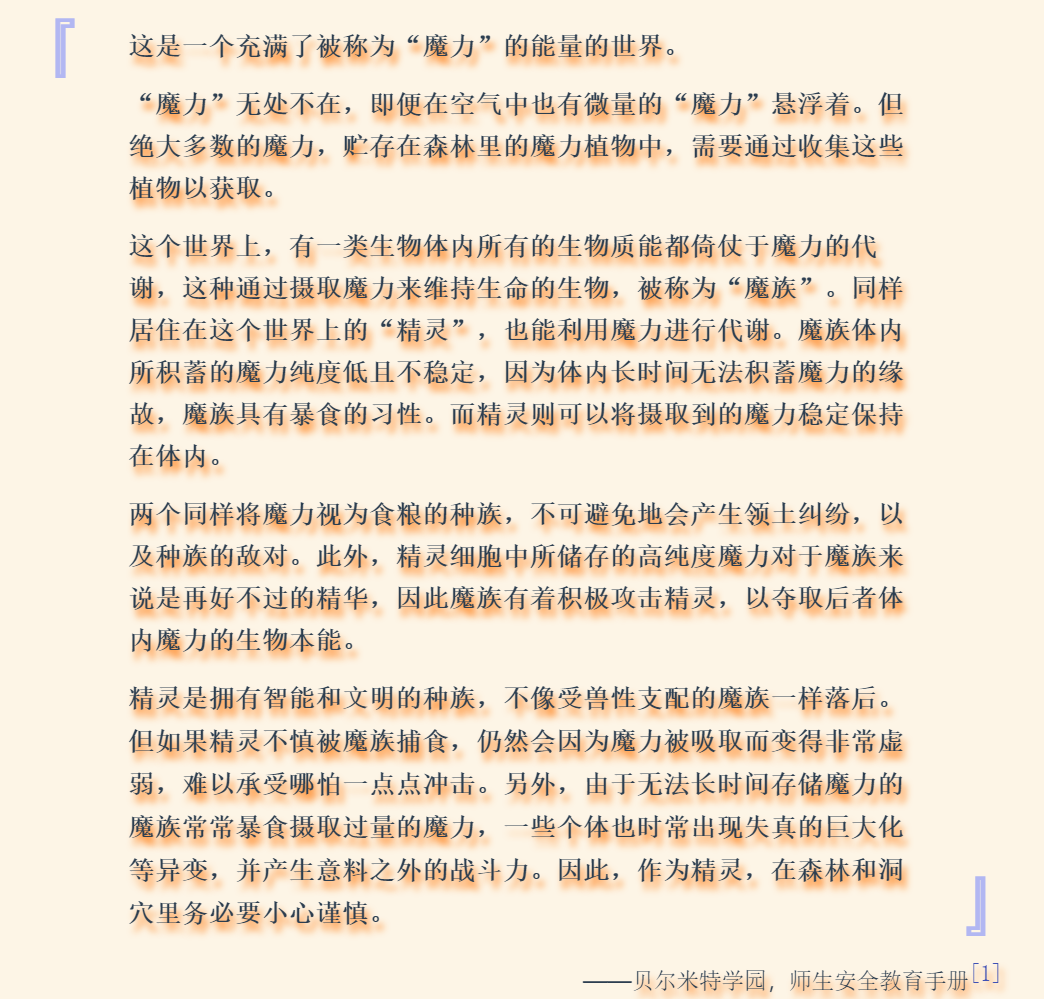 『
这是一个充满了被称为“魔力”的能量的世界。
“魔力”无处不在，即便在空气中也有微量的“魔力”悬浮着。但
绝大多数的魔力，贮存在森林里的魔力植物中，需要通过收集这些
植物以获取。
这个世界上，有一类生物体内所有的生物质能都倚仗于魔力的代
谢，这种通过摄取魔力来维持生命的生物，被称为“魔族”。同样
居住在这个世界上的“精灵”，也能利用魔力进行代谢。魔族体内
所积蓄的魔力纯度低且不稳定，因为体内长时间无法积蓄魔力的缘
故，魔族具有暴食的习性。而精灵则可以将摄取到的魔力稳定保持
在体内。
两个同样将魔力视为食粮的种族，不可避免地会产生领土纠纷，以
及种族的敌对。此外，精灵细胞中所储存的高纯度魔力对于魔族来
说是再好不过的精华，因此魔族有着积极攻击精灵，以夺取后者体
内魔力的生物本能。
精灵是拥有智能和文明的种族，不像受兽性支配的魔族一样落后。
但如果精灵不慎被魔族捕食，仍然会因为魔力被吸取而变得非常虚
弱，难以承受哪怕一点点冲击。另外，由于无法长时间存储魔力的
魔族常常暴食摄取过量的魔力，一些个体也时常出现失真的巨大化
等异变，并产生意料之外的战斗力。因此，作为精灵，在森林和洞
穴里务必要小心谨慎。
』
——贝尔米特学园，师生安全教育手册[1]